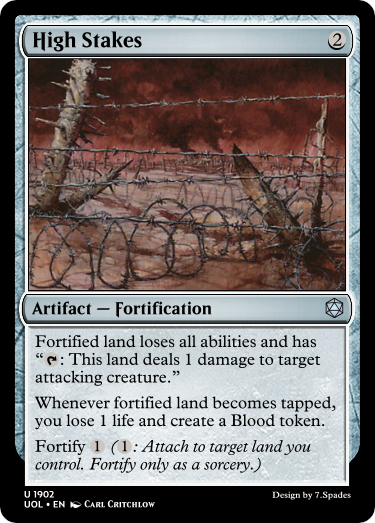 High Stakes 2
Artifact — Fortification
Fortified land loses all abilities and has
“: This land deals 1 damage to target
attacking creature.”
Whenever fortified land becomes tapped,
you lose 1 life and create a Blood token.
Fortify 1 (1: Attach to target land you
control. Fortify only as a sorcery.)
U 1902
UOL • EN Carl Critchlow Design by 7.Spades